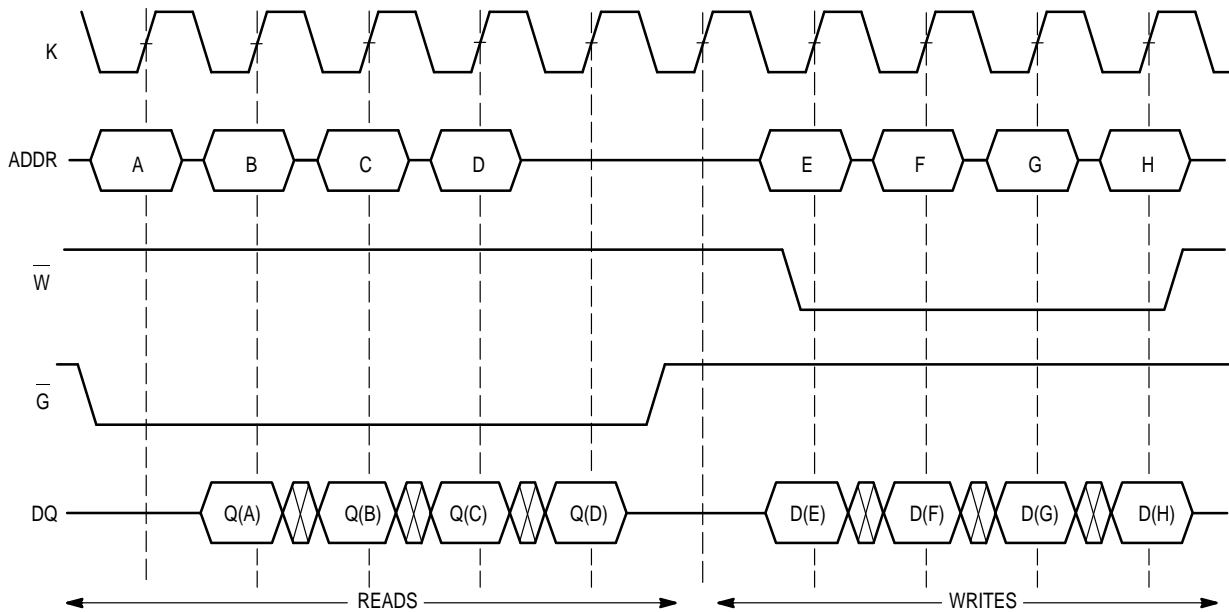 K
ADDR A B C D E F G H
W
G
DQ Q(A) Q(B) Q(C) Q(D) D(E) D(F) D(G) D(H)
READS WRITES